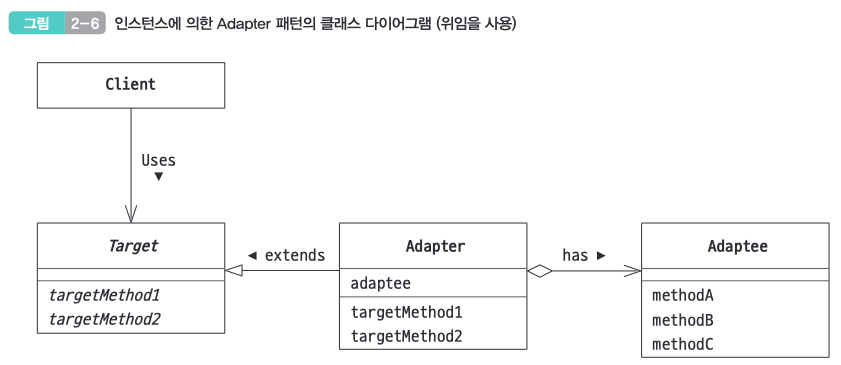 그림 2-6 인스턴스에 의한 Adapter 패턴의 클래스 다이어그램 (위임을 사용)
Client
Uses
▼
Target
targetMethod1
targetMethod2
◀ extends
Adapter
adaptee
targetMethod1
targetMethod2
has ▶
Adaptee
methodA
methodB
methodC